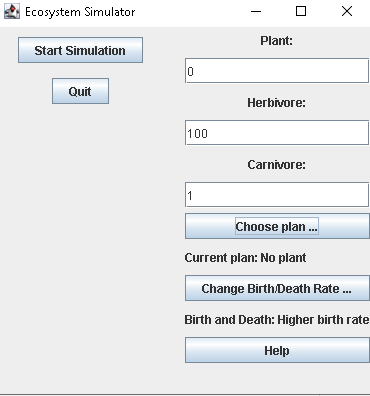 Ecosystem Simulator
Start Simulation
Quit
Plant:
0
Herbivore:
100
Carnivore:
1
Choose plan ...
Current plan: No plant
Change Birth/Death Rate ...
Birth and Death: Higher birth rate
Help